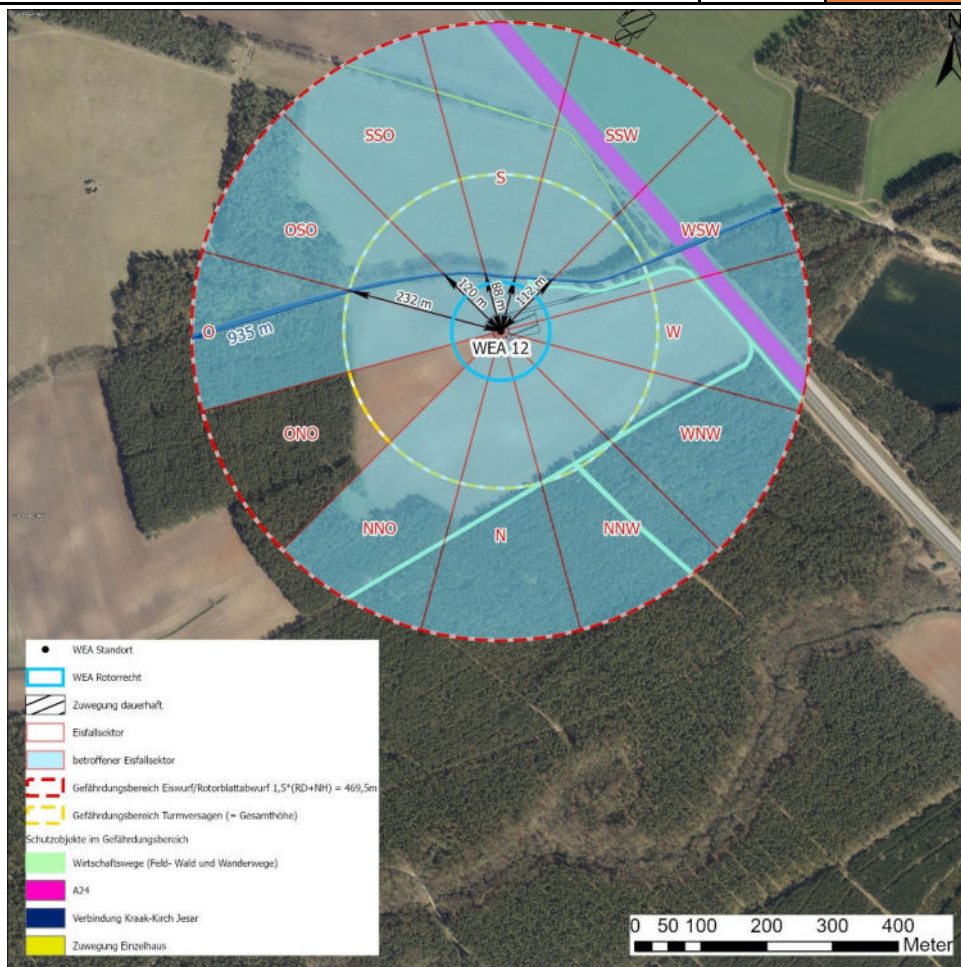 N
SSO
SSW
S
OSO
WSW
232 m
120 m
88 m
112 m
O
935 m
WEA 12
W
ONO
WNW
NNO
N
NNW
WEA Standort
WEA Rotorrecht
Zuwegung dauerhaft
Eisfallsektor
betroffener Eisfallsektor
Gefährdungsbereich Eiswurf/Rotorblattabwurf 1,5*(RD+NH) = 469,5m
Gefährdungsbereich Turmversagen (= Gesamthöhe)
Schutzobjekte im Gefährdungsbereich
Wirtschaftswege (Feld- Wald und Wanderwege)
A24
Verbindung Kraak-Kirch Jesar
Zuwegung Einzelhaus
0 50 100 200 300 400
Meter